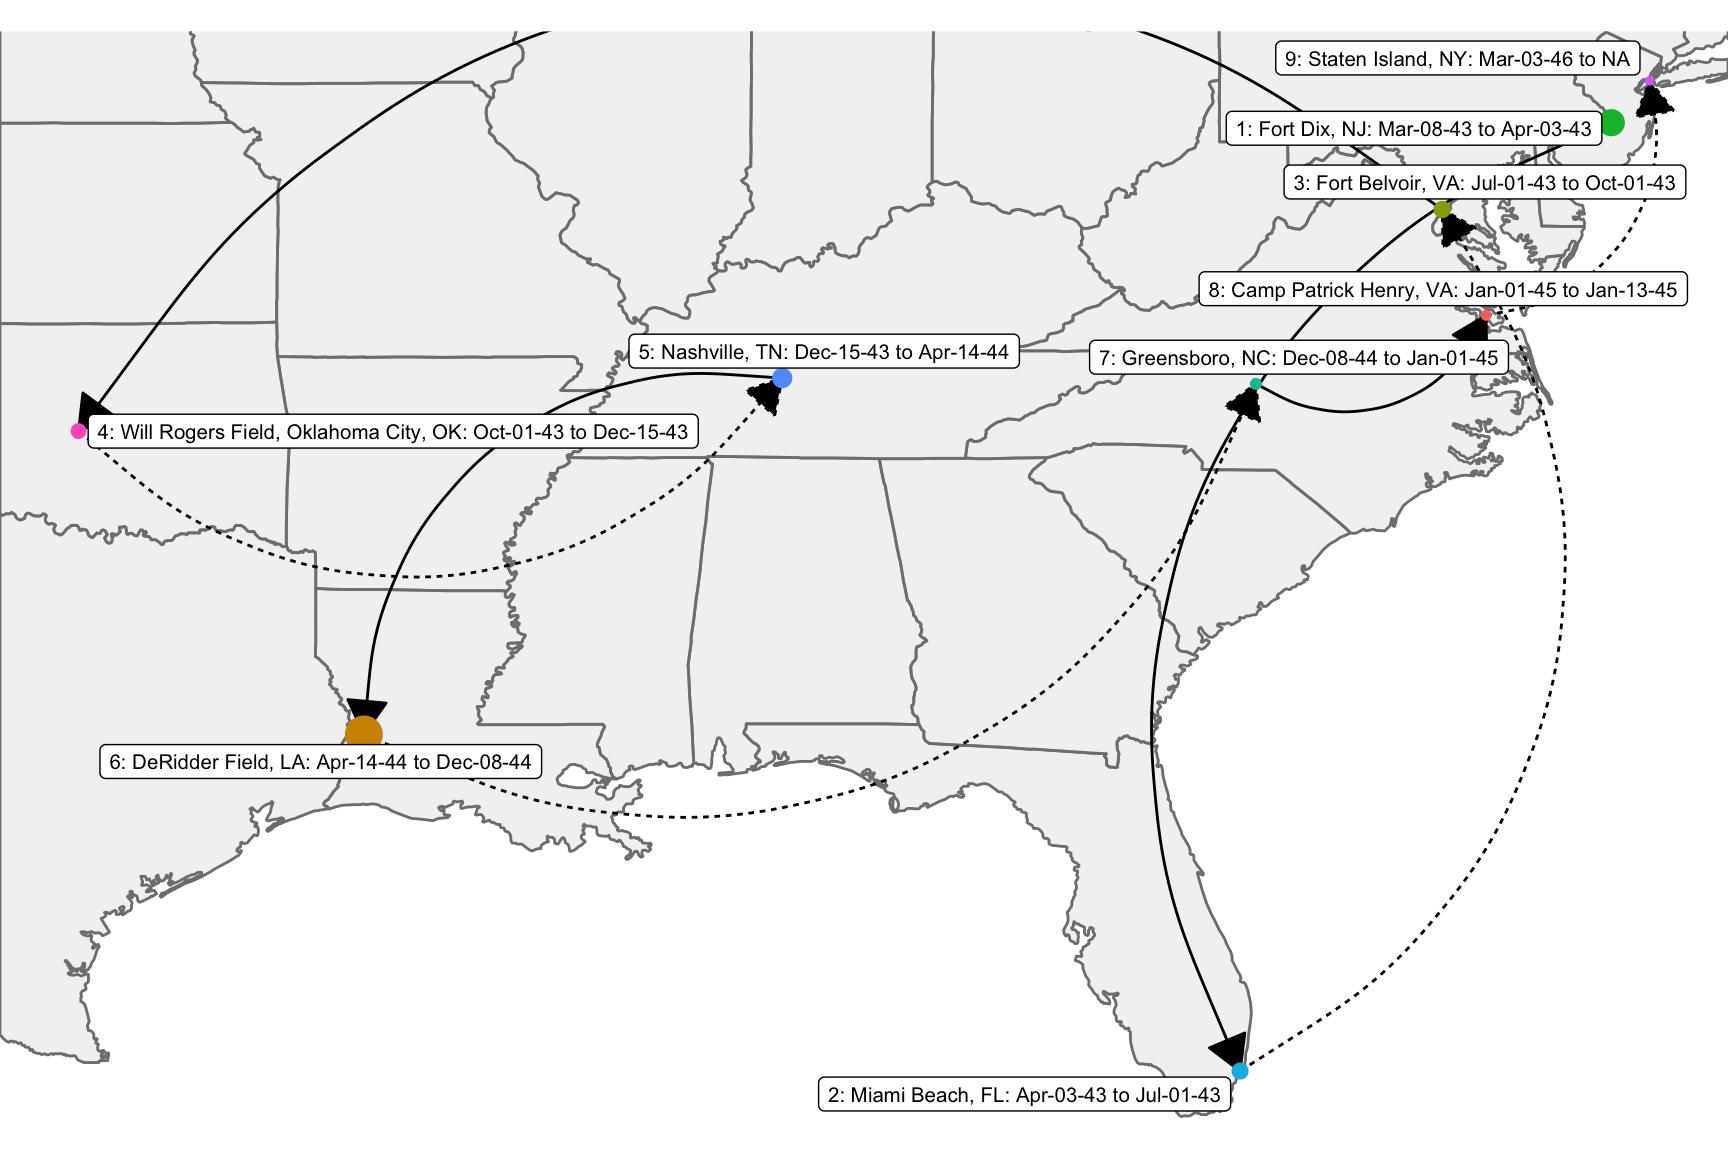 9: Staten Island, NY: Mar-03-46 to NA
1: Fort Dix, NJ: Mar-08-43 to Apr-03-43
3: Fort Belvoir, VA: Jul-01-43 to Oct-01-43
8: Camp Patrick Henry, VA: Jan-01-45 to Jan-13-45
5: Nashville, TN: Dec-15-43 to Apr-14-44
7: Greensboro, NC: Dec-08-44 to Jan-01-45
4: Will Rogers Field, Oklahoma City, OK: Oct-01-43 to Dec-15-43
6: DeRidder Field, LA: Apr-14-44 to Dec-08-44
2: Miami Beach, FL: Apr-03-43 to Jul-01-43